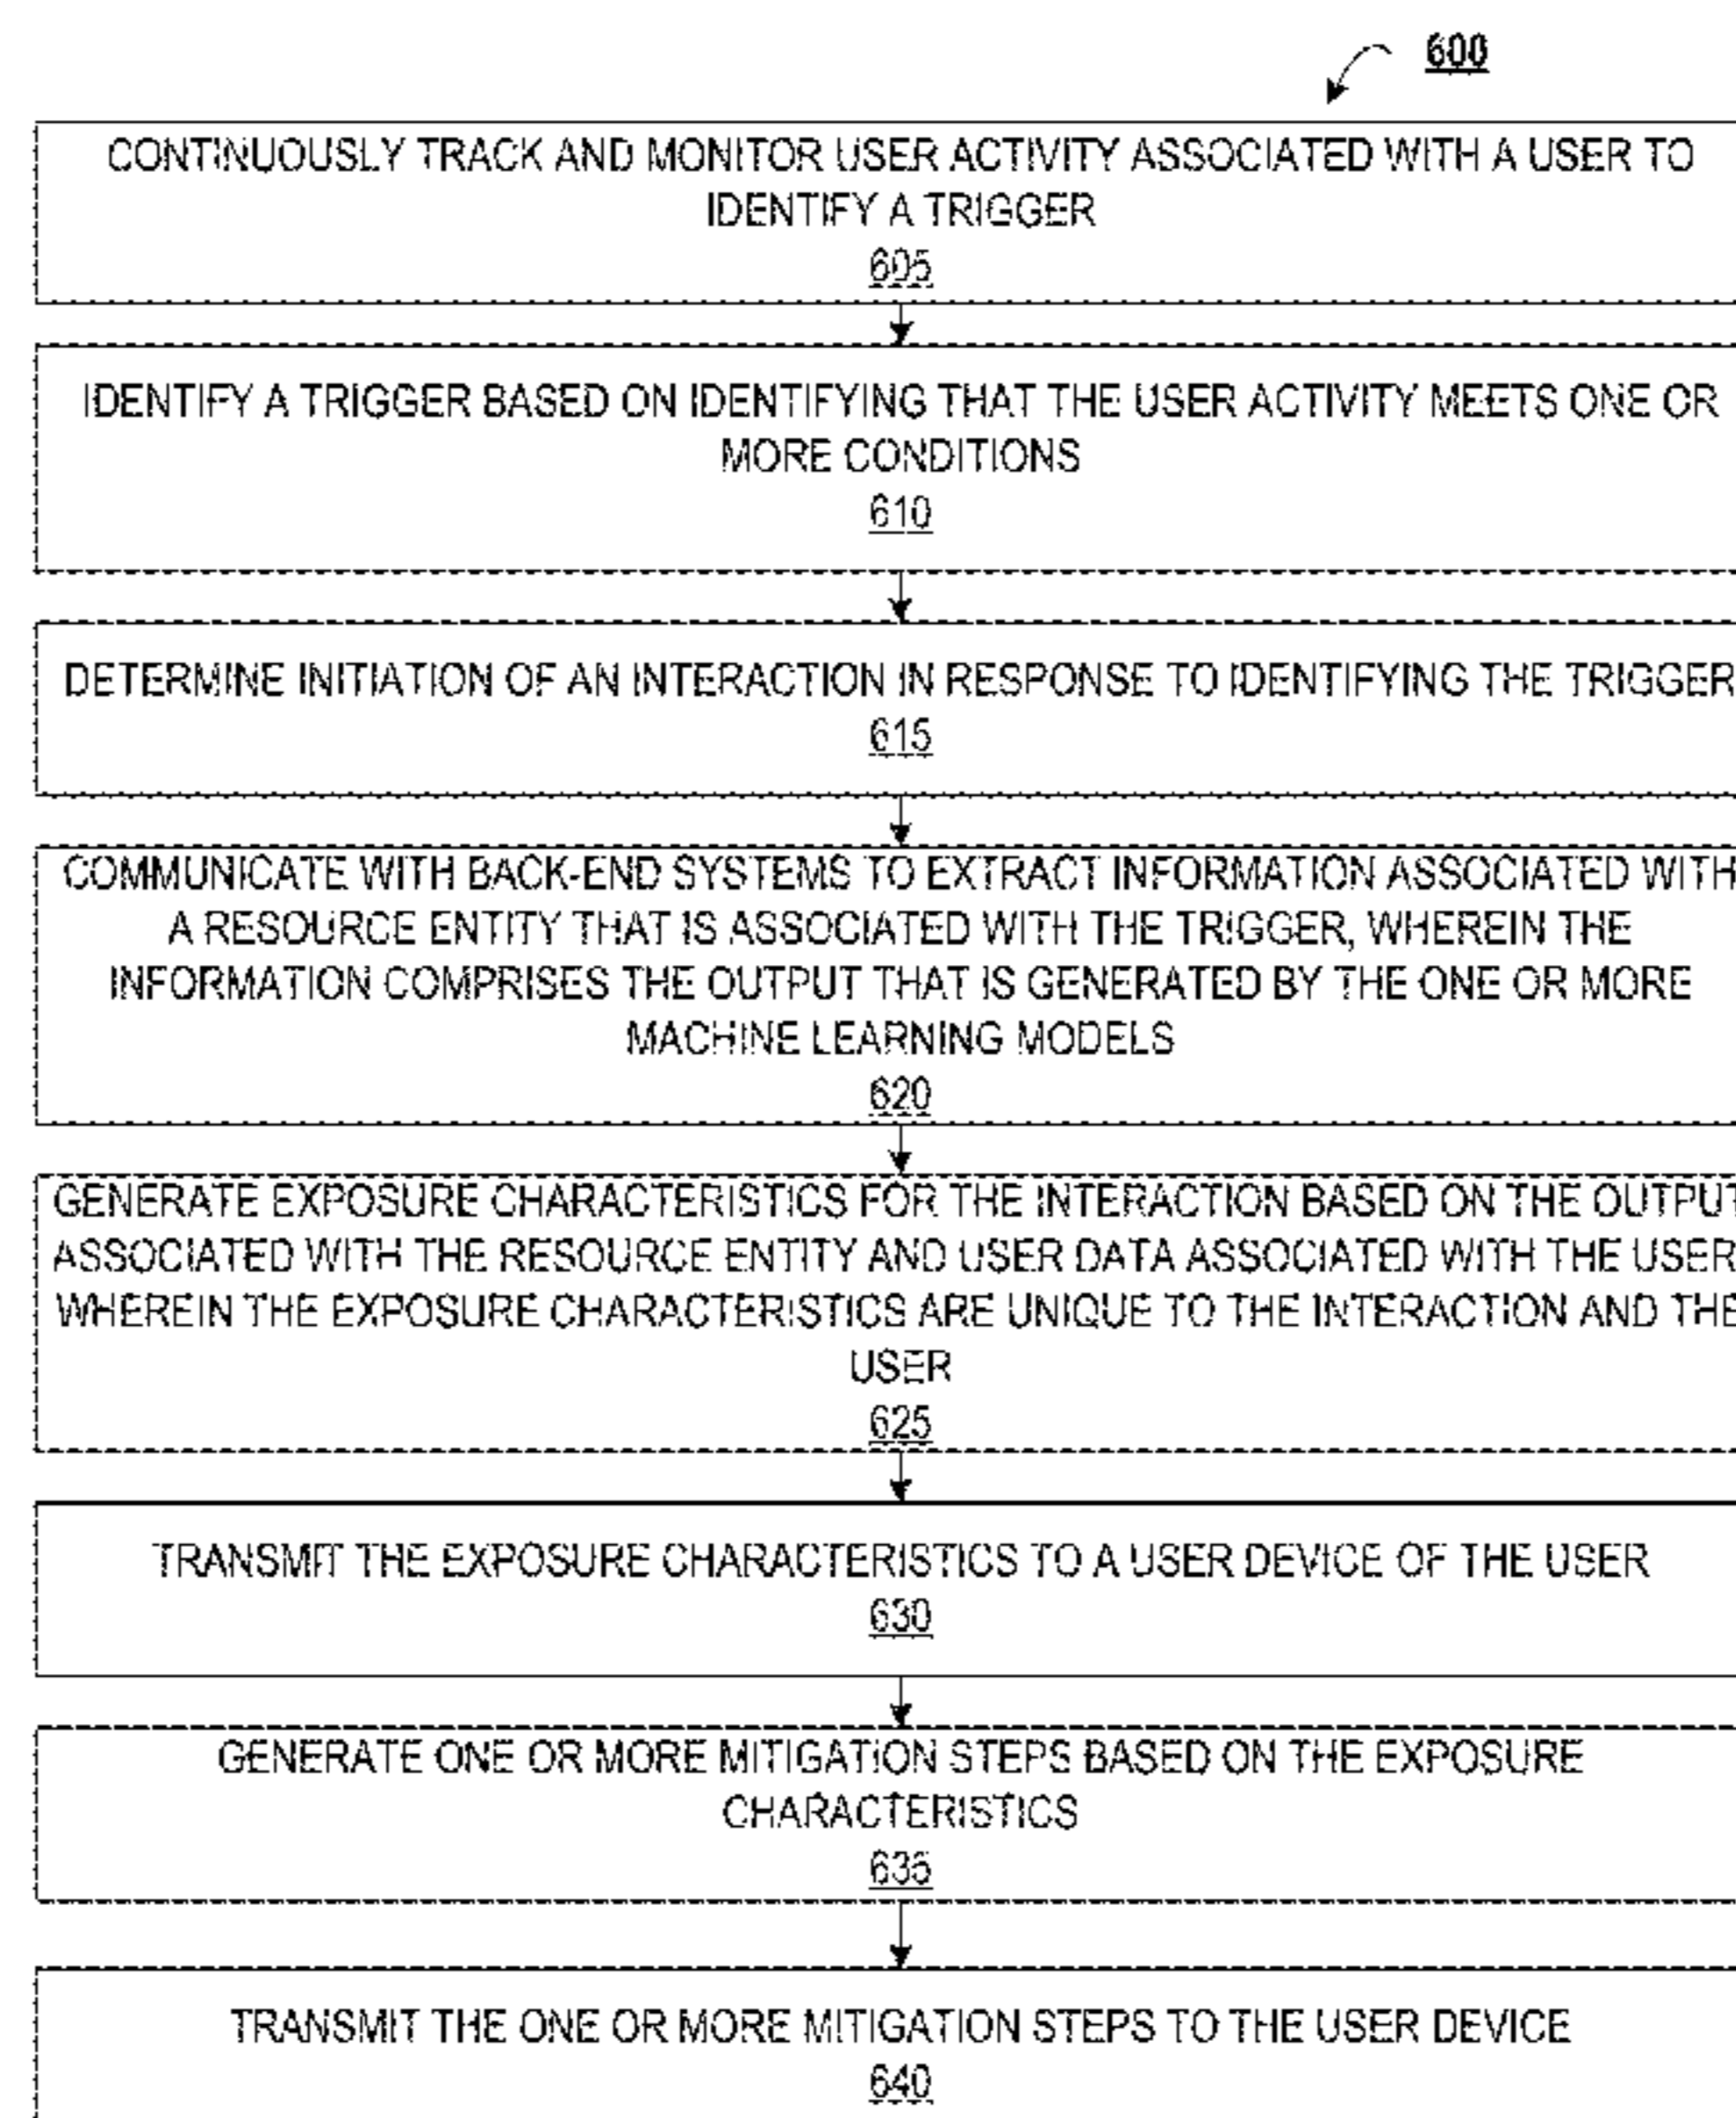 600
CONTINUOUSLY TRACK AND MONITOR USER ACTIVITY ASSOCIATED WITH A USER TO
IDENTIFY A TRIGGER
605
IDENTIFY A TRIGGER BASED ON IDENTIFYING THAT THE USER ACTIVITY MEETS ONE OR
MORE CONDITIONS
610
DETERMINE INITIATION OF AN INTERACTION IN RESPONSE TO IDENTIFYING THE TRIGGER
615
COMMUNICATE WITH BACK-END SYSTEMS TO EXTRACT INFORMATION ASSOCIATED WITH
A RESOURCE ENTITY THAT IS ASSOCIATED WITH THE TRIGGER, WHEREIN THE
INFORMATION COMPRISES THE OUTPUT THAT IS GENERATED BY THE ONE OR MORE
MACHINE LEARNING MODELS
620
GENERATE EXPOSURE CHARACTERISTICS FOR THE INTERACTION BASED ON THE OUTPUT
ASSOCIATED WITH THE RESOURCE ENTITY AND USER DATA ASSOCIATED WITH THE USER
WHEREIN THE EXPOSURE CHARACTERISTICS ARE UNIQUE TO THE INTERACTION AND THE
USER
625
TRANSMIT THE EXPOSURE CHARACTERISTICS TO A USER DEVICE OF THE USER
630
GENERATE ONE OR MORE MITIGATION STEPS BASED ON THE EXPOSURE
CHARACTERISTICS
635
TRANSMIT THE ONE OR MORE MITIGATION STEPS TO THE USER DEVICE
640